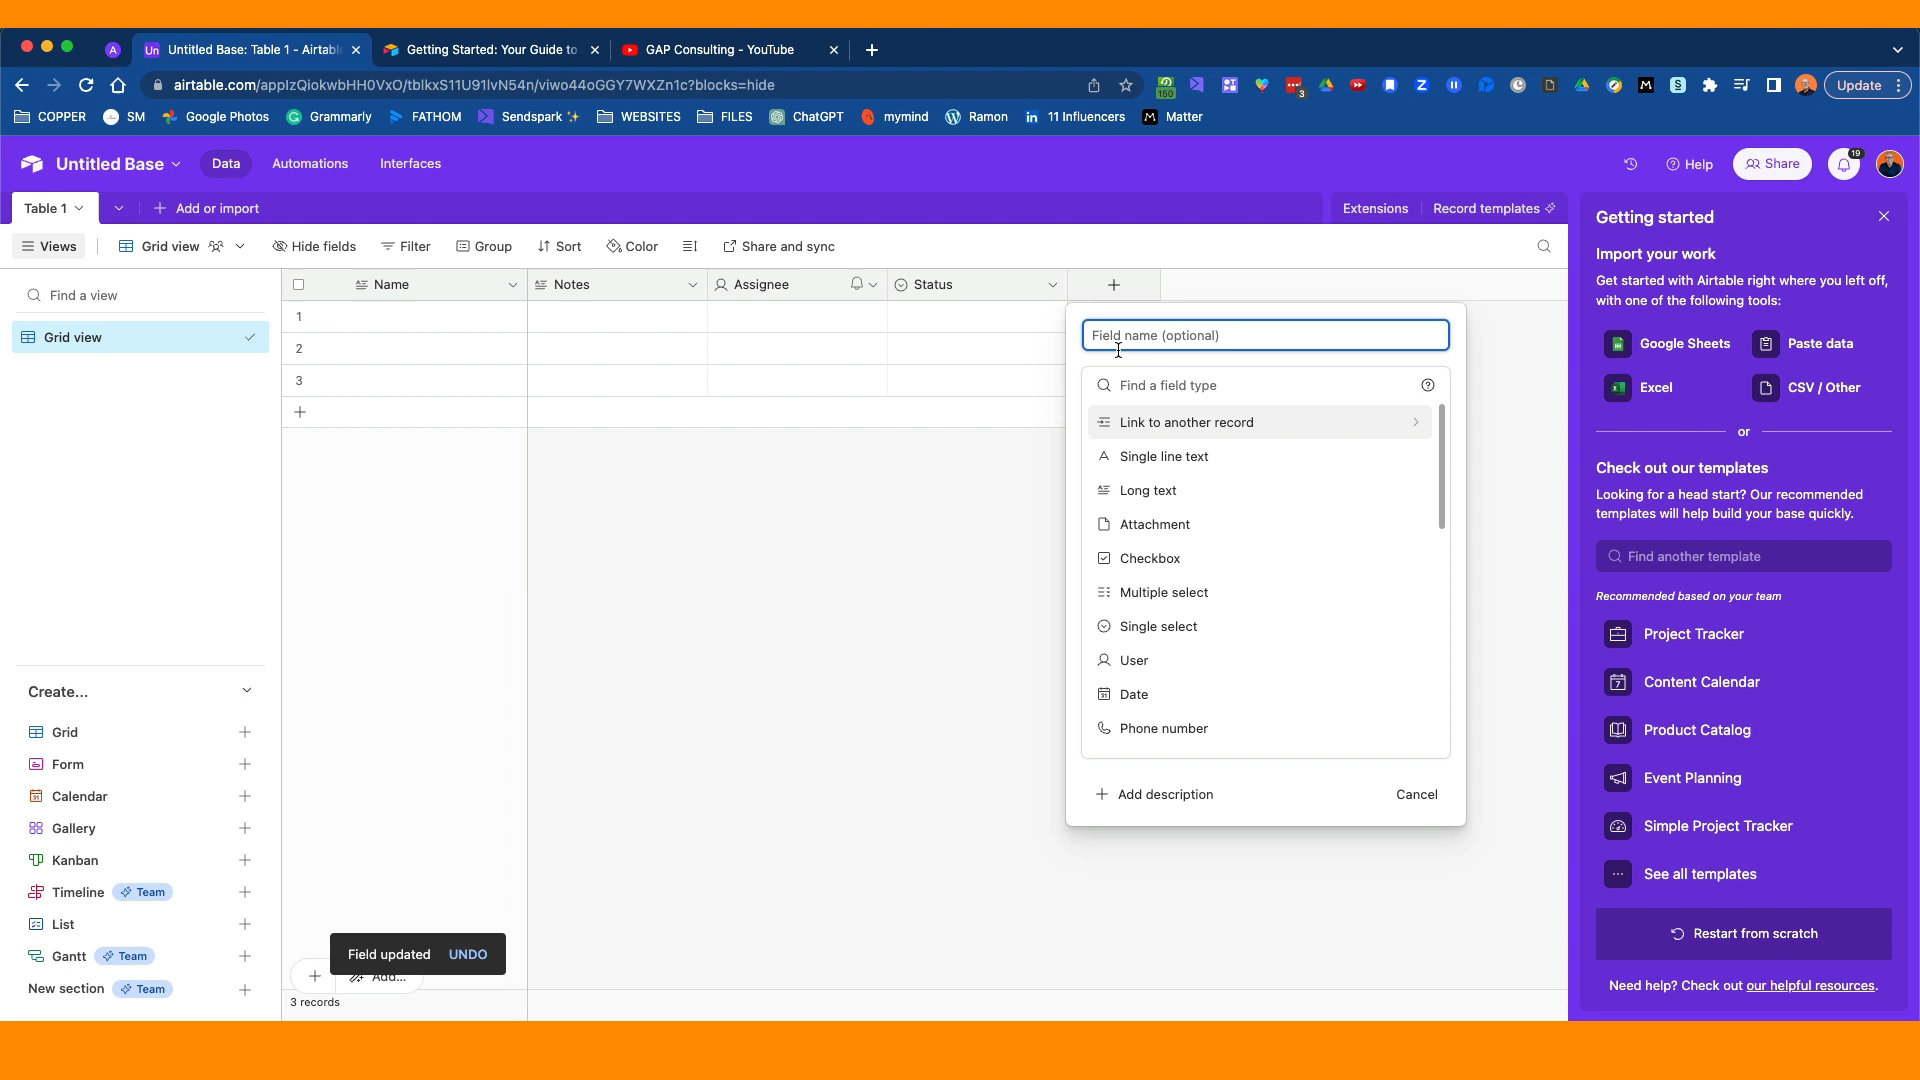 Untitled Base: Table 1 - Airtabl
Getting Started: Your Guide to
GAP Consulting - YouTube
airtable.com/applzQiokwbHH0VxO/tblkxS11U91lvN54n/viwo44oGGY7WXZn1c?blocks=hide
150
3
Update
COPPER
SM
Google Photos
Grammarly
FATHOM
Sendspark
WEBSITES
FILES
ChatGPT
mymind
Ramon
11 Influencers
Matter
Untitled Base
Data
Automations
Interfaces
Help
Share
19
Table 1
Add or import
Extensions
Record templates
Views
Grid view
Hide fields
Filter
Group
Sort
Color
Share and sync
Find a view
Grid view
Name
Notes
Assignee
Status
1
2
3
Field name (optional)
Find a field type
Link to another record
Single line text
Long text
Attachment
Checkbox
Multiple select
Single select
User
Date
Phone number
Add description
Cancel
Create...
Grid
Form
Calendar
Gallery
Kanban
Timeline
Team
List
Gantt
Team
New section
Team
Field updated
UNDO
Add...
3 records
Getting started
Import your work
Get started with Airtable right where you left off,
with one of the following tools:
Google Sheets
Paste data
Excel
CSV / Other
or
Check out our templates
Looking for a head start? Our recommended
templates will help build your base quickly.
Find another template
Recommended based on your team
Project Tracker
Content Calendar
Product Catalog
Event Planning
Simple Project Tracker
See all templates
Restart from scratch
Need help? Check out our helpful resources.